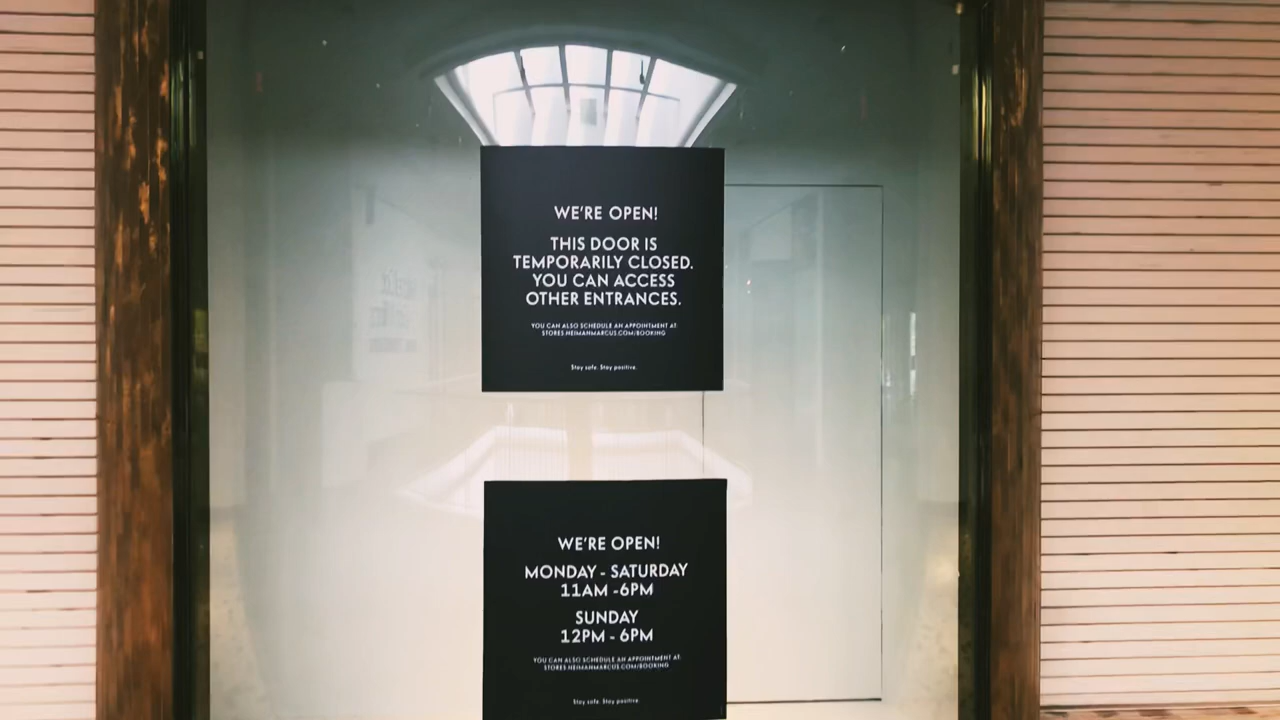 WE'RE OPEN!
THIS DOOR IS
TEMPORARILY CLOSED.
YOU CAN ACCESS
OTHER ENTRANCES.
YOU CAN ALSO SCHEDULE AN APPOINTMENT AT:
STORES.NEIMANMARCUS.COM/BOOKING
Stay safe. Stay positive.
WE'RE OPEN!
MONDAY - SATURDAY
11AM -6PM
SUNDAY
12PM - 6PM
YOU CAN ALSO SCHEDULE AN APPOINTMENT AT:
STORES.NEIMANMARCUS.COM/BOOKING
Stay safe. Stay positive.